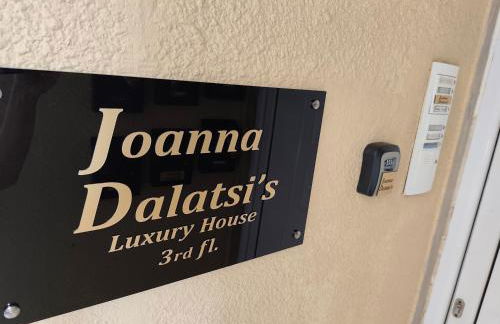 Joanna
Dalatsi's
Luxury House
3rd fl.